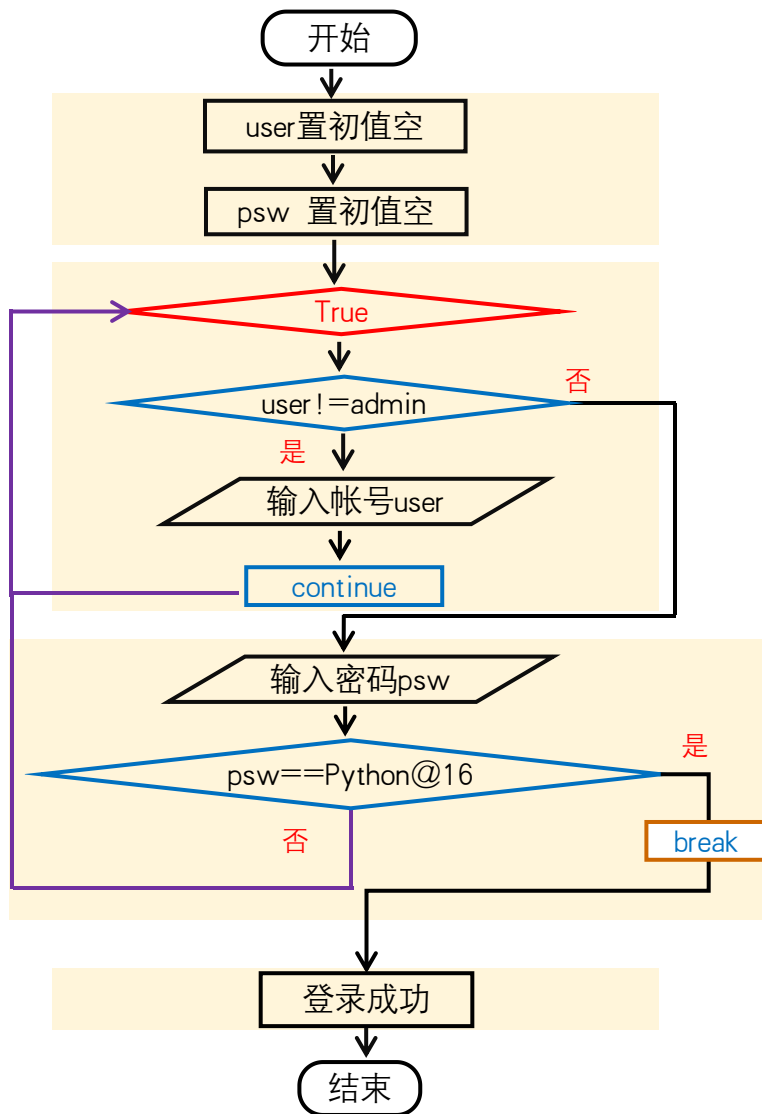 开始
user置初值空
psw 置初值空
True
user!=admin
否
是
输入帐号user
continue
输入密码psw
psw==Python@16
是
否
break
登录成功
结束